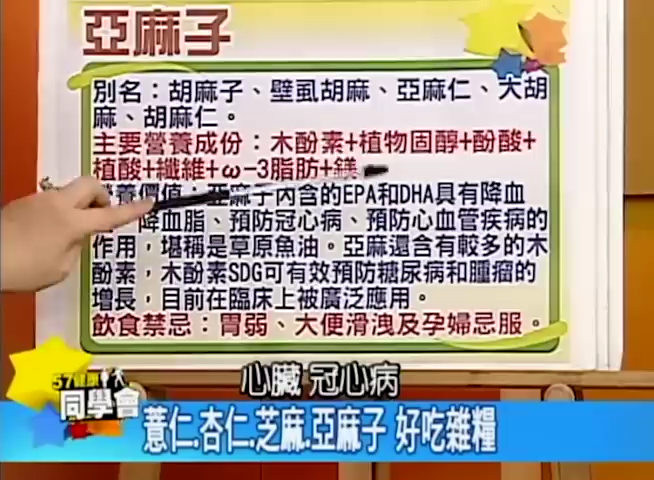 亞麻子
別名：胡麻子、壁虱胡麻、亞麻仁、大胡
麻、胡麻仁。
主要營養成份：木酚素+植物固醇+酚酸+
植酸+纖維+ω-3脂肪+鎂
營養價值：亞麻子內含的EPA和DHA具有降血
降血脂、預防冠心病、預防心血管疾病的
作用，堪稱是草原魚油。亞麻還含有較多的木
酚素，木酚素SDG可有效預防糖尿病和腫瘤的
增長，目前在臨床上被廣泛應用。
飲食禁忌：胃弱、大便滑洩及孕婦忌服。
心臟 冠心病
57健康
同學會
薏仁.杏仁.芝麻.亞麻子 好吃雜糧